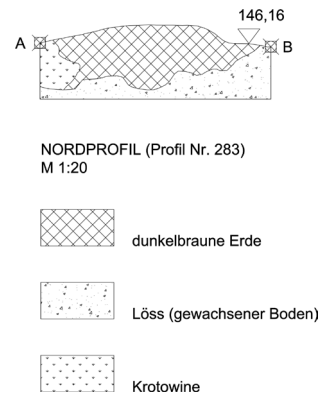 146,16
A
B
NORDPROFIL (Profil Nr. 283)
M 1:20
dunkelbraune Erde
Löss (gewachsener Boden)
Krotowine